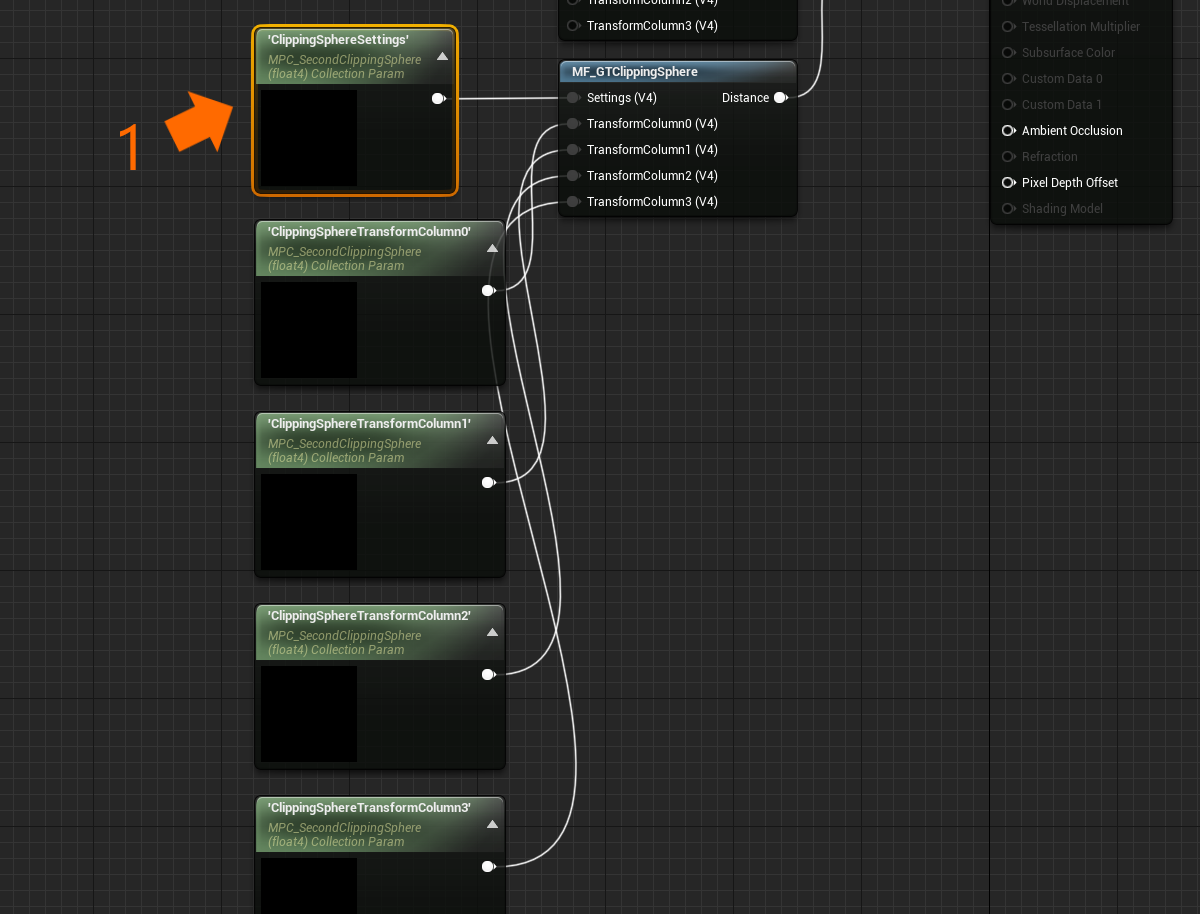 'ClippingSphereSettings'
MPC_SecondClippingSphere
(float4) Collection Param
1
'ClippingSphereTransformColumn0'
MPC_SecondClippingSphere
(float4) Collection Param
'ClippingSphereTransformColumn1'
MPC_SecondClippingSphere
(float4) Collection Param
'ClippingSphereTransformColumn2'
MPC_SecondClippingSphere
(float4) Collection Param
'ClippingSphereTransformColumn3'
MPC_SecondClippingSphere
(float4) Collection Param
TransformColumn2 (V4)
TransformColumn3 (V4)
MF_GTClippingSphere
Settings (V4) Distance
TransformColumn0 (V4)
TransformColumn1 (V4)
TransformColumn2 (V4)
TransformColumn3 (V4)
World Displacement
Tessellation Multiplier
Subsurface Color
Custom Data 0
Custom Data 1
Ambient Occlusion
Refraction
Pixel Depth Offset
Shading Model